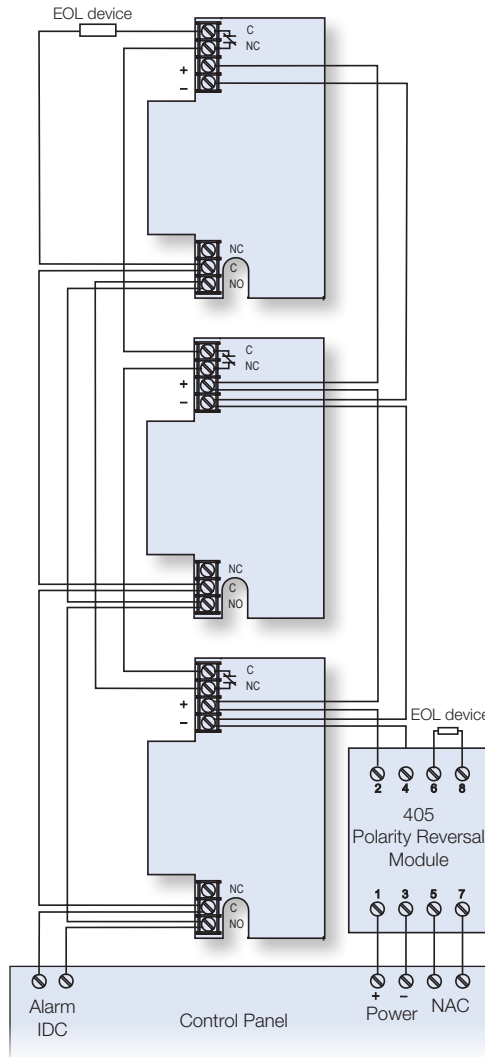 EOL device
C
NC
+
–
NC
C
NO
C
NC
+
–
NC
C
NO
C
NC
+
–
EOL device
2 4 6 8
405
Polarity Reversal
Module
1 3 5 7
NC
C
NO
+ –
Alarm
IDC
Control Panel
Power
NAC